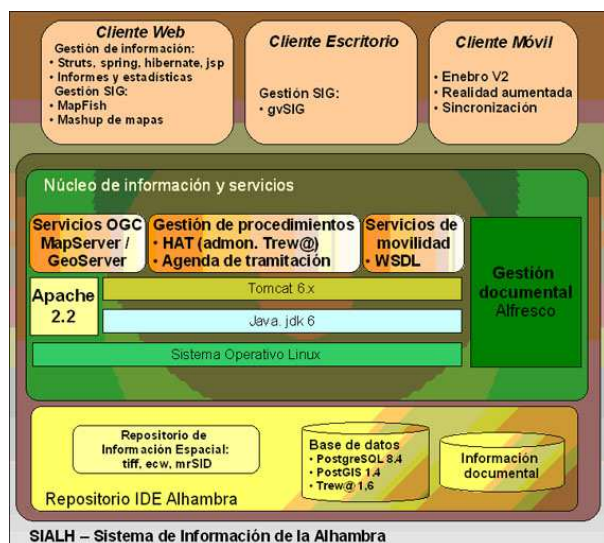 Cliente Web
Gestión de información:
• Struts, spring, hibernate, jsp
• Informes y estadísticas
Gestión SIG:
• MapFish
• Mashup de mapas
Cliente Escritorio
Gestión SIG:
• gvSIG
Cliente Móvil
• Enebro V2
• Realidad aumentada
• Sincronización
Núcleo de información y servicios
Servicios OGC
MapServer /
GeoServer
Gestión de procedimientos
• HAT (admon. Trew@)
• Agenda de tramitación
Servicios de
movilidad
• WSDL
Gestión
documental
Alfresco
Apache
2.2
Tomcat 6.x
Java. jdk 6
Sistema Operativo Linux
Repositorio de
Información Espacial:
tiff, ecw, mrSID
Base de datos
• PostgreSQL 8.4
• PostGIS 1.4
• Trew@ 1,6
Información
documental
Repositorio IDE Alhambra
SIALH – Sistema de Información de la Alhambra